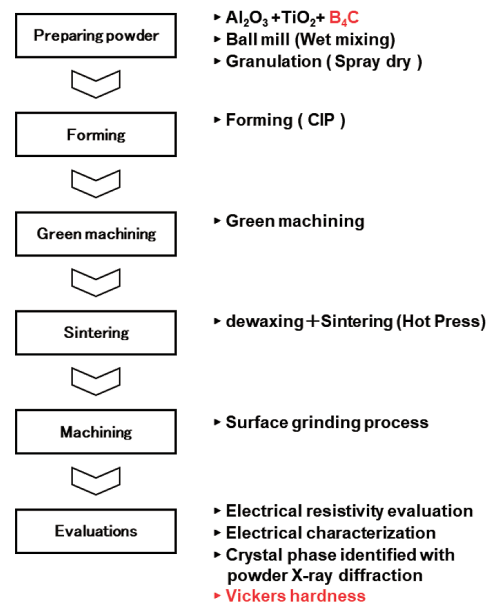 Preparing powder
▸ Al₂O₃ +TiO₂+ B₄C
▸ Ball mill (Wet mixing)
▸ Granulation ( Spray dry )
Forming
▸ Forming ( CIP )
Green machining
▸ Green machining
Sintering
▸ dewaxing+Sintering (Hot Press)
Machining
▸ Surface grinding process
Evaluations
▸ Electrical resistivity evaluation
▸ Electrical characterization
▸ Crystal phase identified with
powder X-ray diffraction
▸ Vickers hardness